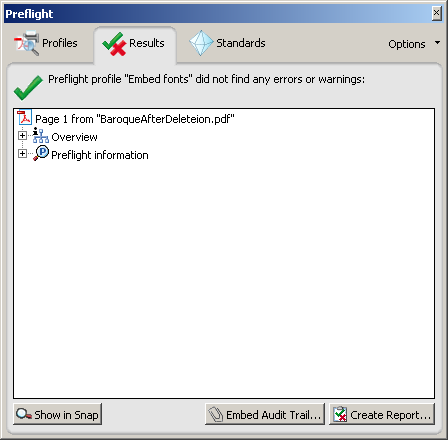 Preflight
Profiles
Results
Standards
Options
Preflight profile "Embed fonts" did not find any errors or warnings:
Page 1 from "BaroqueAfterDeleteion.pdf"
Overview
Preflight information
Show in Snap
Embed Audit Trail...
Create Report...